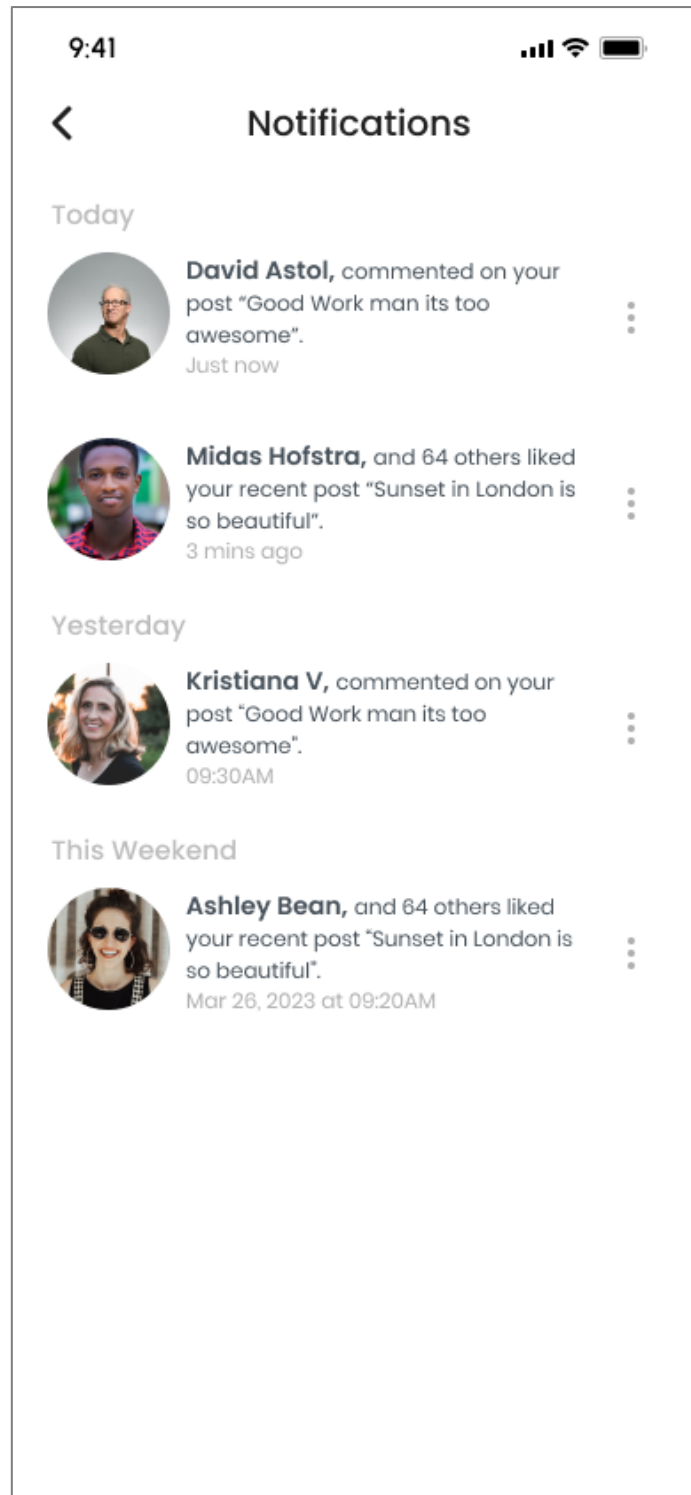 9:41
Notifications
Today
David Astol, commented on your
post “Good Work man its too
awesome”.
Just now
Midas Hofstra, and 64 others liked
your recent post “Sunset in London is
so beautiful”.
3 mins ago
Yesterday
Kristiana V, commented on your
post "Good Work man its too
awesome".
09:30AM
This Weekend
Ashley Bean, and 64 others liked
your recent post "Sunset in London is
so beautiful".
Mar 26, 2023 at 09:20AM